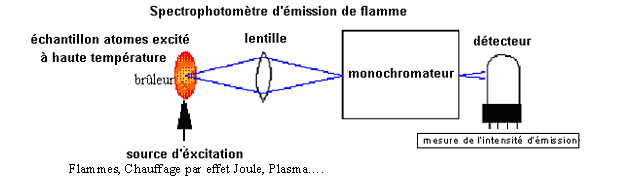 Spectrophotomètre d'émission de flamme
échantillon atomes excité
à haute température
brûleur
lentille
monochromateur
détecteur
mesure de l'intensité d'émission
source d'éxcitation
Flammes, Chauffage par effet Joule, Plasma....